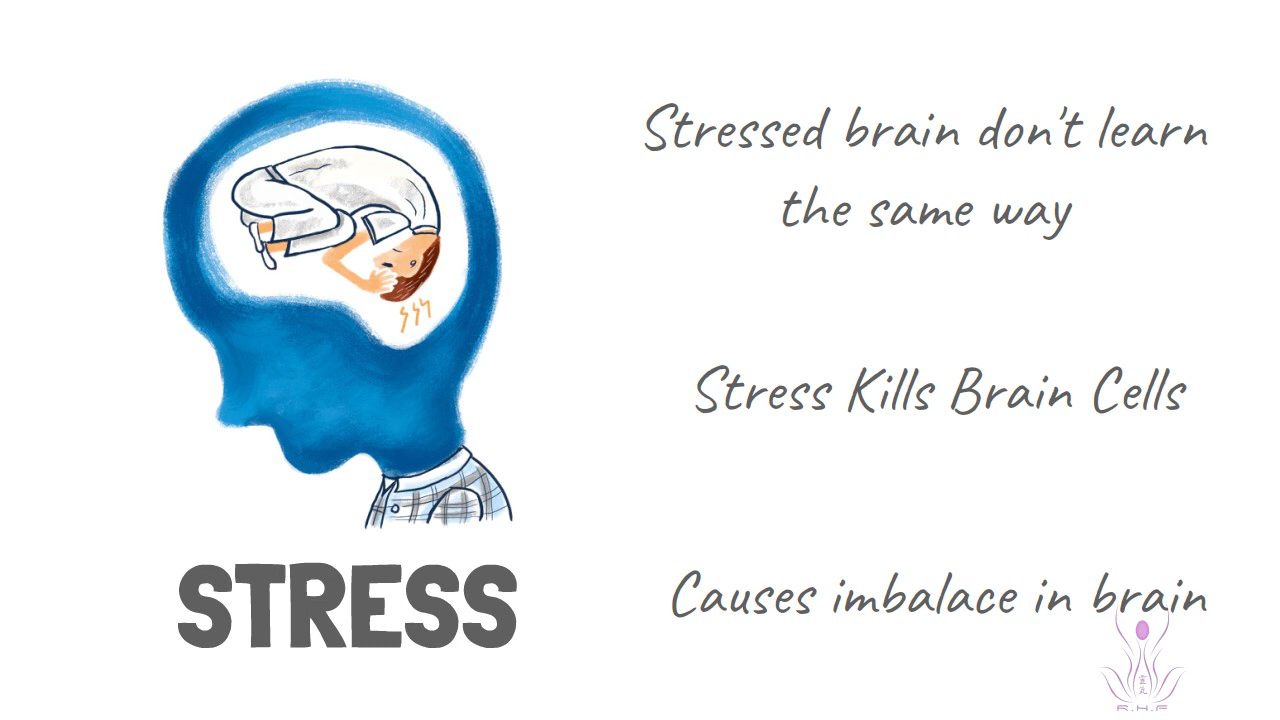 Stressed brain don't learn
the same way
Stress Kills Brain Cells
STRESS
Causes imbalace in brain
R.H.F